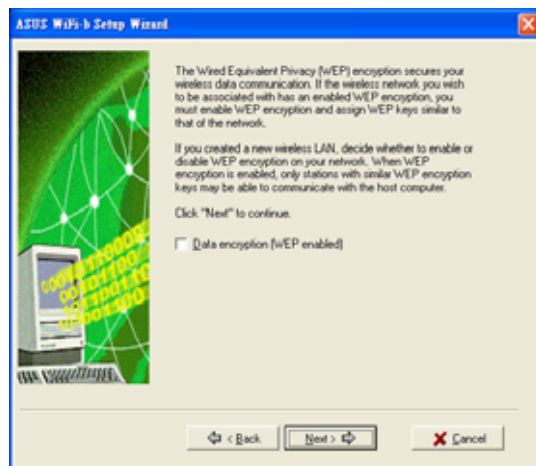 ASUS WiFi-b Setup Wizard
The Wired Equivalent Privacy (WEP) encryption secures your
wireless data communication. If the wireless network you wish
to be associated with has an enabled WEP encryption, you
must enable WEP encryption and assign WEP keys similar to
that of the network.
If you created a new wireless LAN, decide whether to enable or
disable WEP encryption on your network. When WEP
encryption is enabled, only stations with similar WEP encryption
keys may be able to communicate with the host computer.
Click "Next" to continue.
Data encryption (WEP enabled)
< Back
Next >
Cancel